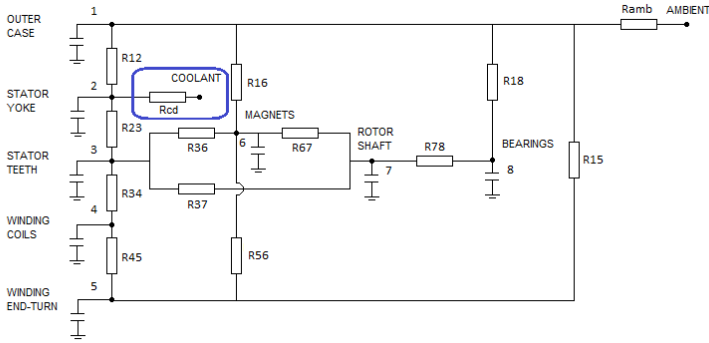 OUTER
CASE
1
Ramb
AMBIENT
R12
COOLANT
R16
R18
STATOR
YOKE
2
Rcd
R23
MAGNETS
STATOR
TEETH
3
R36
6
R67
ROTOR
SHAFT
R78
BEARINGS
R15
7
8
R34
R37
WINDING
COILS
4
R45
R56
WINDING
END-TURN
5